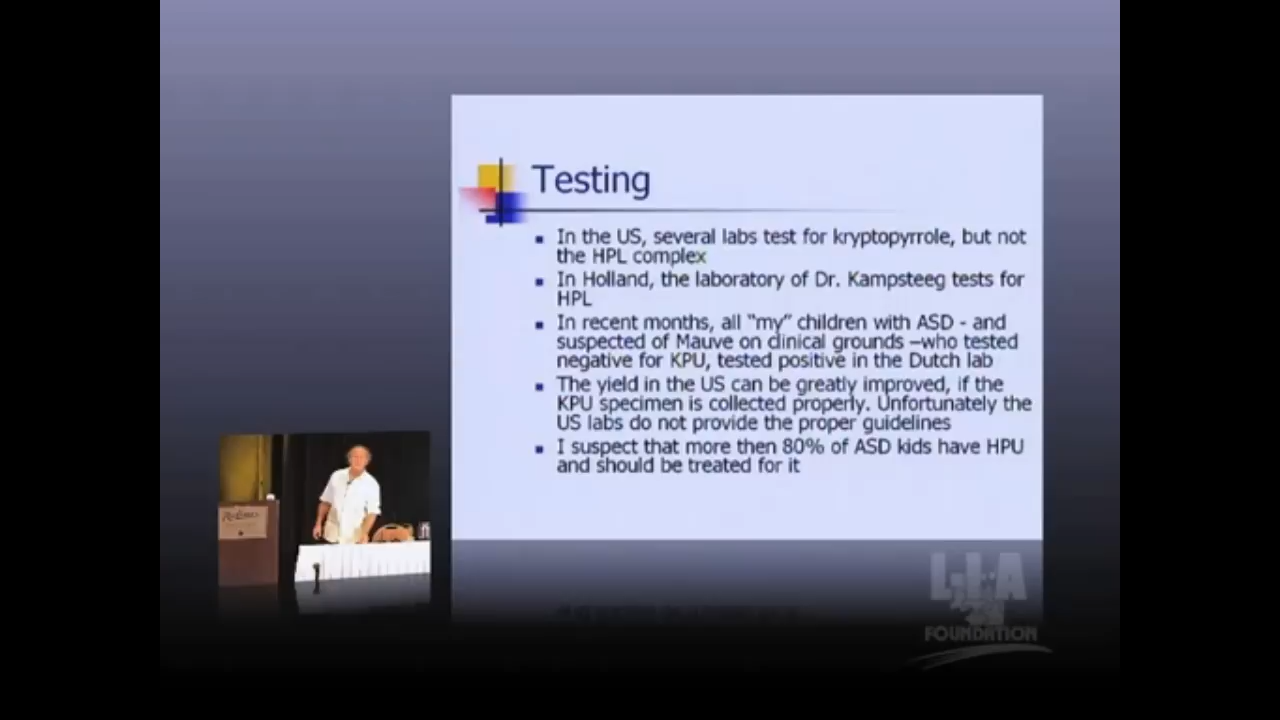 Testing
In the US, several labs test for kryptopyrrole, but not
the HPL complex
In Holland, the laboratory of Dr. Kampsteeg tests for
HPL
In recent months, all “my” children with ASD - and
suspected of Mauve on clinical grounds –who tested
negative for KPU, tested positive in the Dutch lab
The yield in the US can be greatly improved, if the
KPU specimen is collected properly. Unfortunately the
US labs do not provide the proper guidelines
I suspect that more then 80% of ASD kids have HPU
and should be treated for it
L·I·A
FOUNDATION